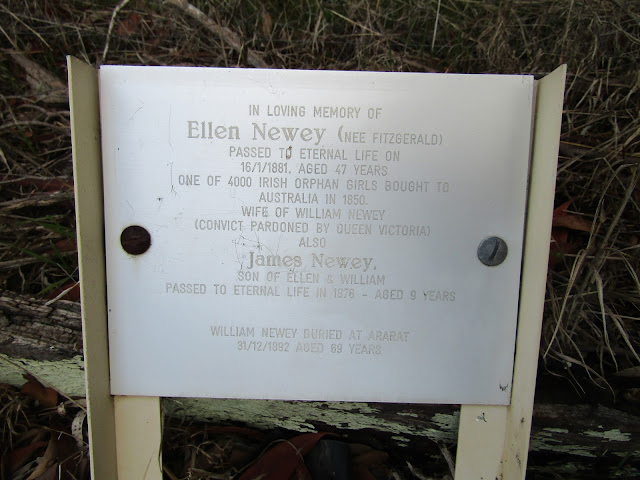 IN LOVING MEMORY OF
Ellen Newey (NEE FITZGERALD)
PASSED TO ETERNAL LIFE ON
16/1/1881, AGED 47 YEARS
ONE OF 4000 IRISH ORPHAN GIRLS BOUGHT TO
AUSTRALIA IN 1850.
WIFE OF WILLIAM NEWEY
(CONVICT PARDONED BY QUEEN VICTORIA)
ALSO
James Newey,
SON OF ELLEN & WILLIAM
PASSED TO ETERNAL LIFE IN 1876 - AGED 9 YEARS
WILLIAM NEWEY BURIED AT ARARAT
31/12/1892 AGED 69 YEARS